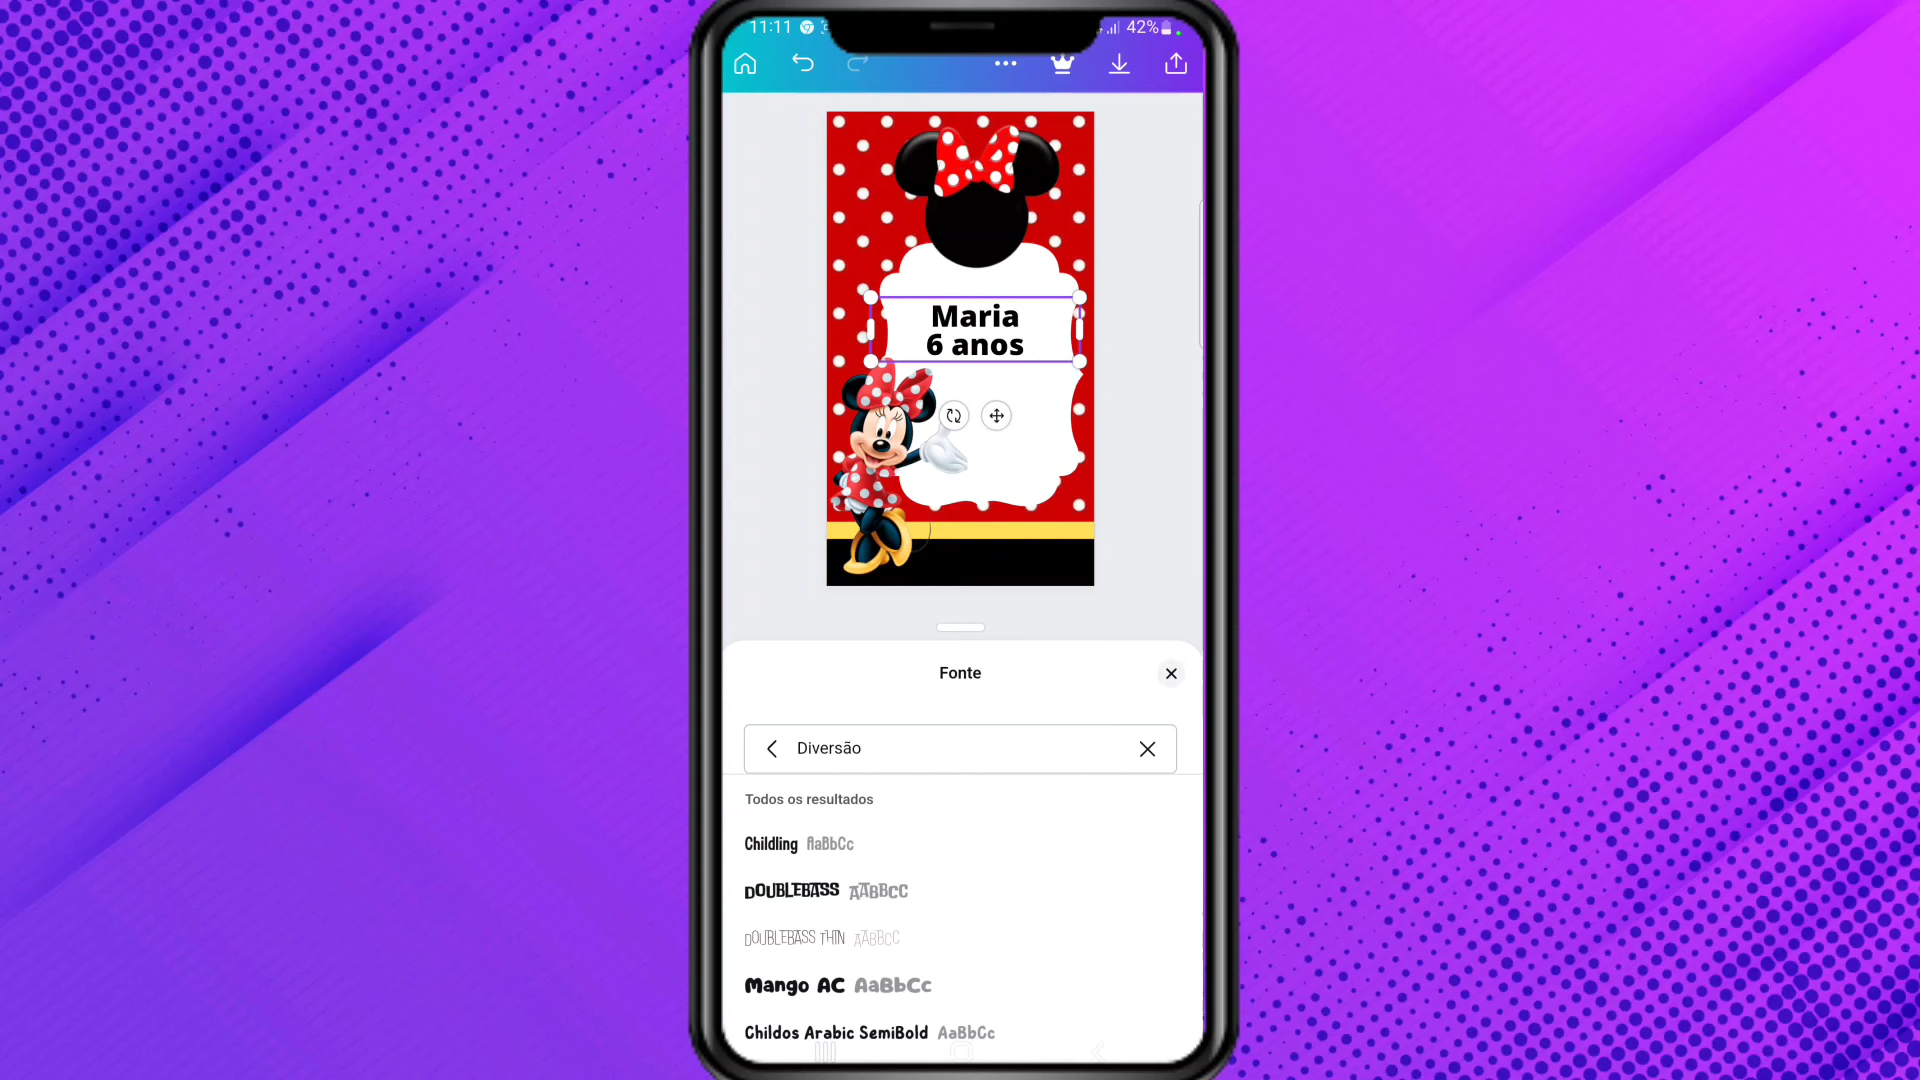 11:11
42%
Maria
6 anos
Fonte
Diversão
Todos os resultados
Childling AaBbCc
DOUBLEBASS AABBCC
DOUBLEBASS THIN AABBCC
Mango AC AaBbCc
Childos Arabic SemiBold AaBbCc